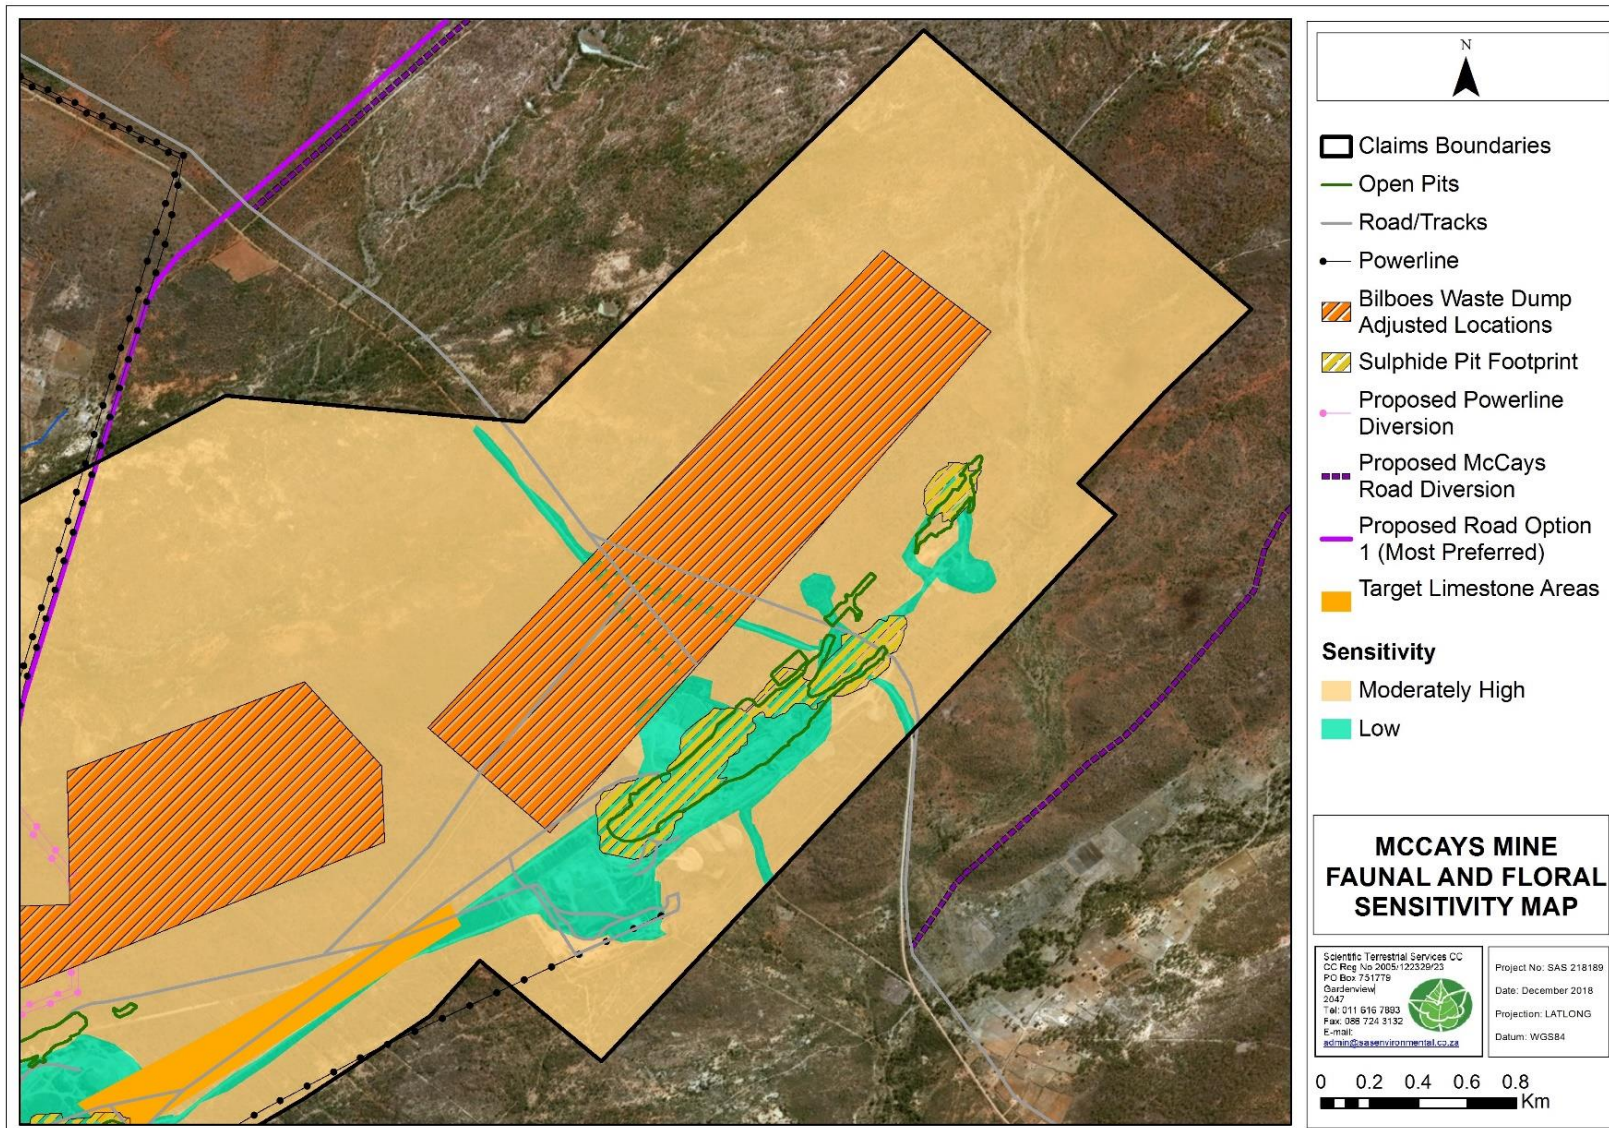 N
Claims Boundaries
Open Pits
Road/Tracks
Powerline
Bilboes Waste Dump
Adjusted Locations
Sulphide Pit Footprint
Proposed Powerline
Diversion
Proposed McCays
Road Diversion
Proposed Road Option
1 (Most Preferred)
Target Limestone Areas
Sensitivity
Moderately High
Low
MCCAYS MINE
FAUNAL AND FLORAL
SENSITIVITY MAP
Scientific Terrestrial Services CC
CC Reg No 2005/122329/23
PO Box 751779
Gardenview
2047
Tel: 011 616 7893
Fax: 086 724 3132
E-mail:
admin@sasenvironmental.co.za
Project No: SAS 218189
Date: December 2018
Projection: LATLONG
Datum: WGS84
0 0.2 0.4 0.6 0.8
Km